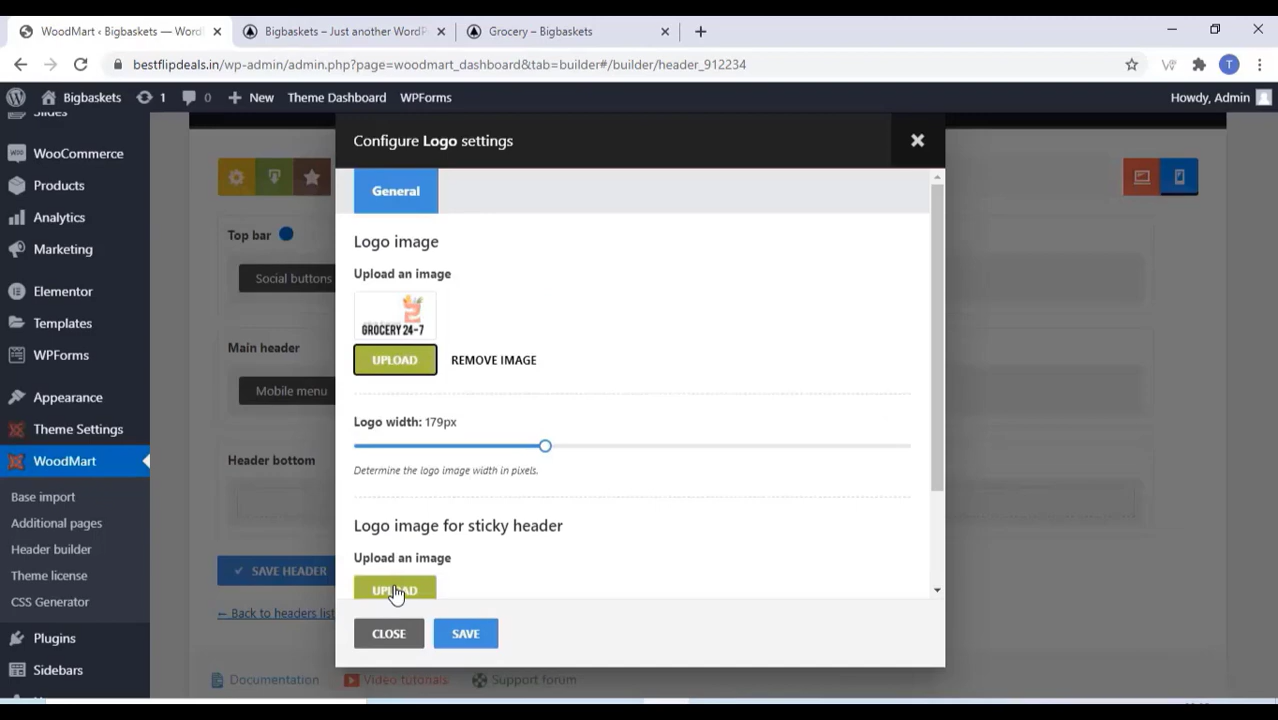 WoodMart ‹ Bigbaskets — Word
Bigbaskets – Just another WordP
Grocery – Bigbaskets
bestflipdeals.in/wp-admin/admin.php?page=woodmart_dashboard&tab=builder#/builder/header_912234
T
Bigbaskets
1
0
New
Theme Dashboard
WPForms
Howdy, Admin
Slides
WooCommerce
Products
Analytics
Marketing
Elementor
Templates
WPForms
Appearance
Theme Settings
WoodMart
Base import
Additional pages
Header builder
Theme license
CSS Generator
Plugins
Sidebars
Top bar
Social buttons
Main header
Mobile menu
Header bottom
SAVE HEADER
← Back to headers list
Documentation
Video tutorials
Support forum
Configure Logo settings
General
Logo image
Upload an image
GROCERY 24-7
UPLOAD
REMOVE IMAGE
Logo width: 179px
Determine the logo image width in pixels.
Logo image for sticky header
Upload an image
UPLOAD
CLOSE
SAVE